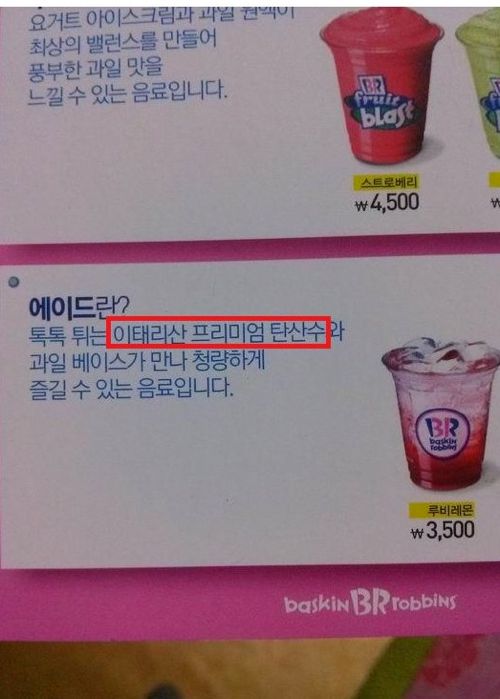 요거트 아이스크림과 과일 원액이
최상의 밸런스를 만들어
풍부한 과일 맛을
느낄 수 있는 음료입니다.
BR
fruit
blast
스트로베리
₩4,500
₩
에이드란?
톡톡 튀는 이태리산 프리미엄 탄산수와
과일 베이스가 만나 청량하게
즐길 수 있는 음료입니다.
BR
baskin
robbins
루비레몬
₩3,500
baskin BR robbins